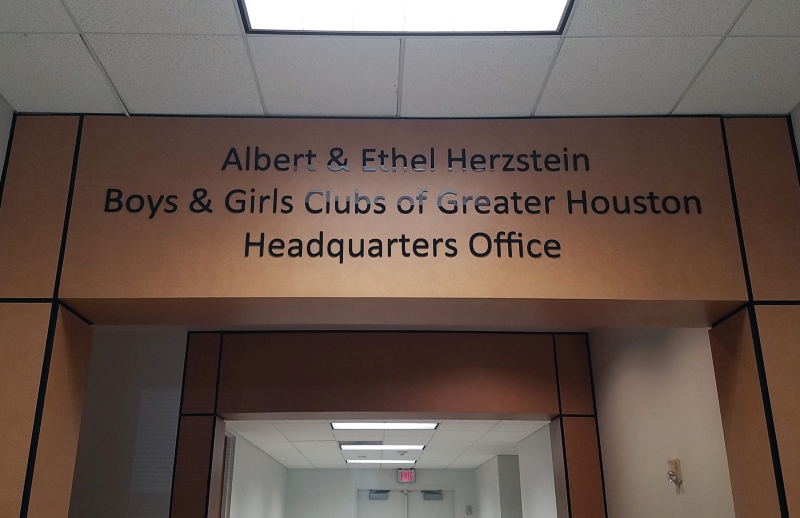 Albert & Ethel Herzstein
Boys & Girls Clubs of Greater Houston
Headquarters Office
EXIT